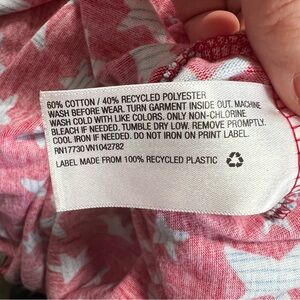 60% COTTON / 40% RECYCLED POLYESTER
WASH BEFORE WEAR. TURN GARMENT INSIDE OUT. MACHINE
WASH COLD WITH LIKE COLORS. ONLY NON-CHLORINE
BLEACH IF NEEDED. TUMBLE DRY LOW. REMOVE PROMPTLY.
COOL IRON IF NEEDED. DO NOT IRON ON PRINT LABEL.
RN17730 VN1042782
LABEL MADE FROM 100% RECYCLED PLASTIC